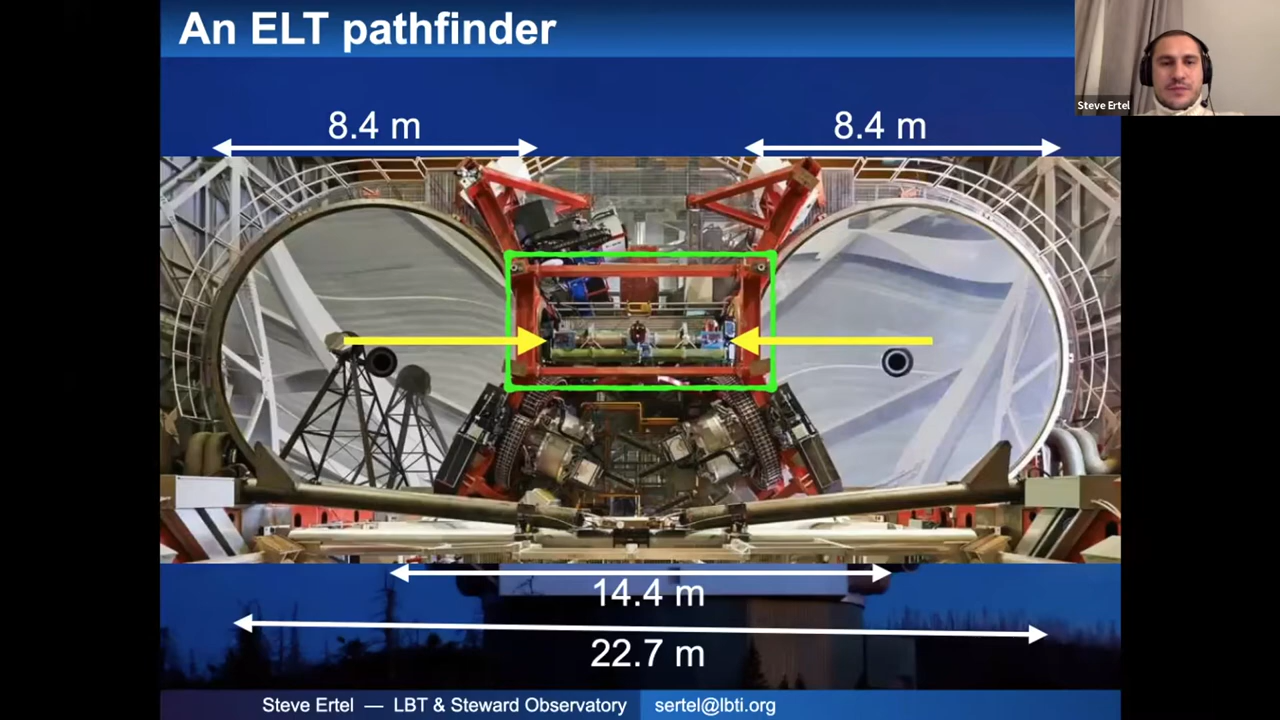 An ELT pathfinder
Steve Ertel
8.4 m
8.4 m
14.4 m
22.7 m
Steve Ertel — LBT & Steward Observatory
sertel@lbti.org